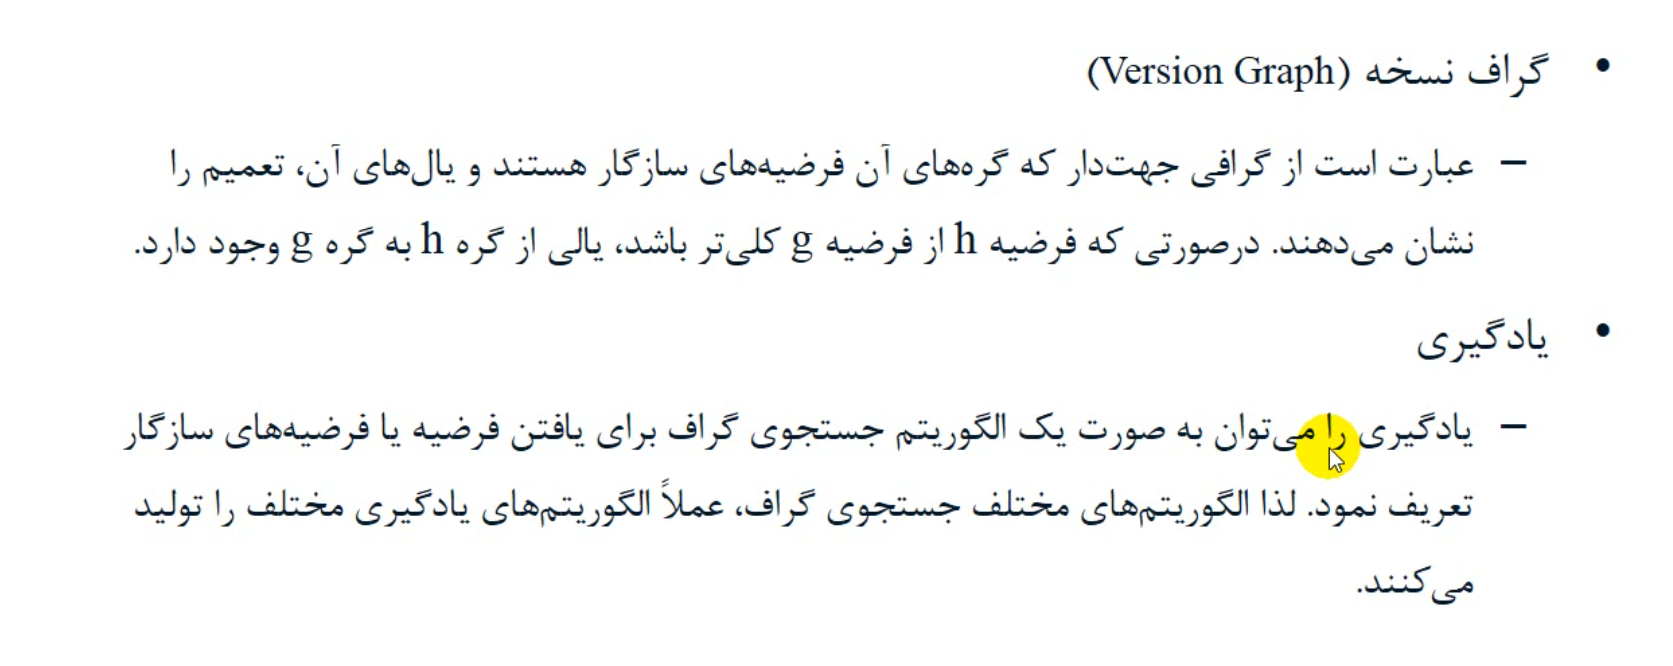 • گراف نسخه (Version Graph)
– عبارت است از گرافی جهت‌دار که گره‌های آن فرضیه‌های سازگار هستند و یال‌های آن، تعمیم را
نشان می‌دهند. درصورتی که فرضیه h از فرضیه g کلی‌تر باشد، یالی از گره h به گره g وجود دارد.
• یادگیری
– یادگیری را می‌توان به صورت یک الگوریتم جستجوی گراف برای یافتن فرضیه یا فرضیه‌های سازگار
تعریف نمود. لذا الگوریتم‌های مختلف جستجوی گراف، عملاً الگوریتم‌های یادگیری مختلف را تولید
می‌کنند.